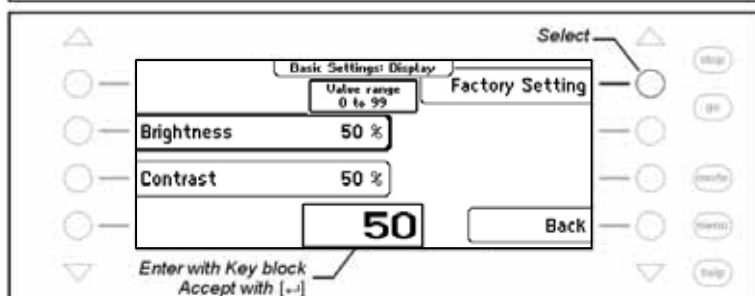 Select
stop
Basic Settings: Display
Value range
0 to 99
Factory Setting
go
Brightness 50 %
Contrast 50 %
mode
50
Back
menu
Enter with Key block
Accept with [↵]
help